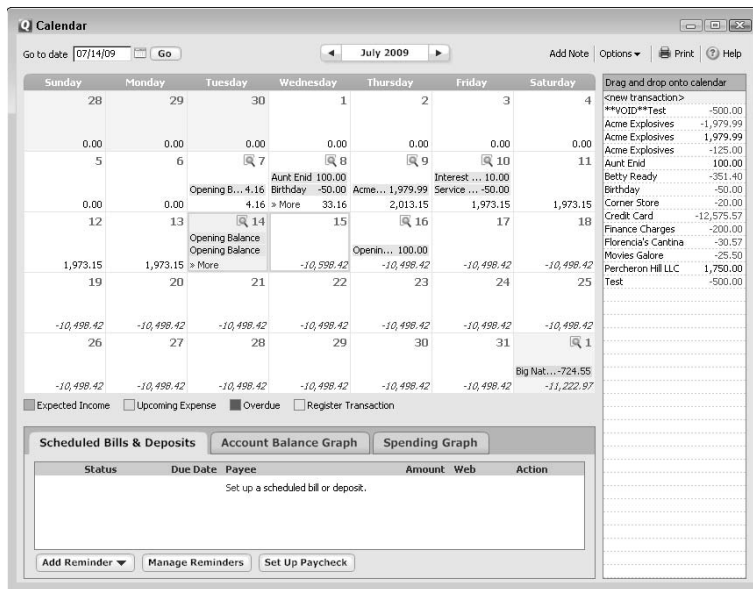 Calendar
Go to date 07/14/09 Go July 2009 Add Note Options Print Help
Sunday Monday Tuesday Wednesday Thursday Friday Saturday
28 29 30 1 2 3 4
0.00 0.00 0.00 0.00 0.00 0.00 0.00
5 6 7 8 9 10 11
Aunt Enid 100.00 Interest ... 10.00
Opening B... 4.16 Birthday -50.00 Acme... 1,979.99 Service ... -50.00
0.00 0.00 4.16 » More 33.16 2,013.15 1,973.15 1,973.15
12 13 14 15 16 17 18
Opening Balance
Opening Balance Openin... 100.00
1,973.15 1,973.15 » More -10,598.42 -10,498.42 -10,498.42 -10,498.42
19 20 21 22 23 24 25
-10,498.42 -10,498.42 -10,498.42 -10,498.42 -10,498.42 -10,498.42 -10,498.42
26 27 28 29 30 31 1
Big Nat...-724.55
-10,498.42 -10,498.42 -10,498.42 -10,498.42 -10,498.42 -10,498.42 -11,222.97
Expected Income Upcoming Expense Overdue Register Transaction
Drag and drop onto calendar
<new transaction>
**VOID**Test -500.00
Acme Explosives -1,979.99
Acme Explosives 1,979.99
Acme Explosives -125.00
Aunt Enid 100.00
Betty Ready -351.40
Birthday -50.00
Corner Store -20.00
Credit Card -12,575.57
Finance Charges -200.00
Florencia's Cantina -30.57
Movies Galore -25.50
Percheron Hill LLC 1,750.00
Test -500.00
Scheduled Bills & Deposits Account Balance Graph Spending Graph
Status Due Date Payee Amount Web Action
Set up a scheduled bill or deposit.
Add Reminder Manage Reminders Set Up Paycheck